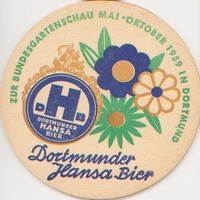 ZUR BUNDESGARTENSCHAU MAI-OKTOBER 1959 IN DORTMUND
D H. B
DORTMUNDER
HANSA
BIER
Dortmunder
Hansa-Bier